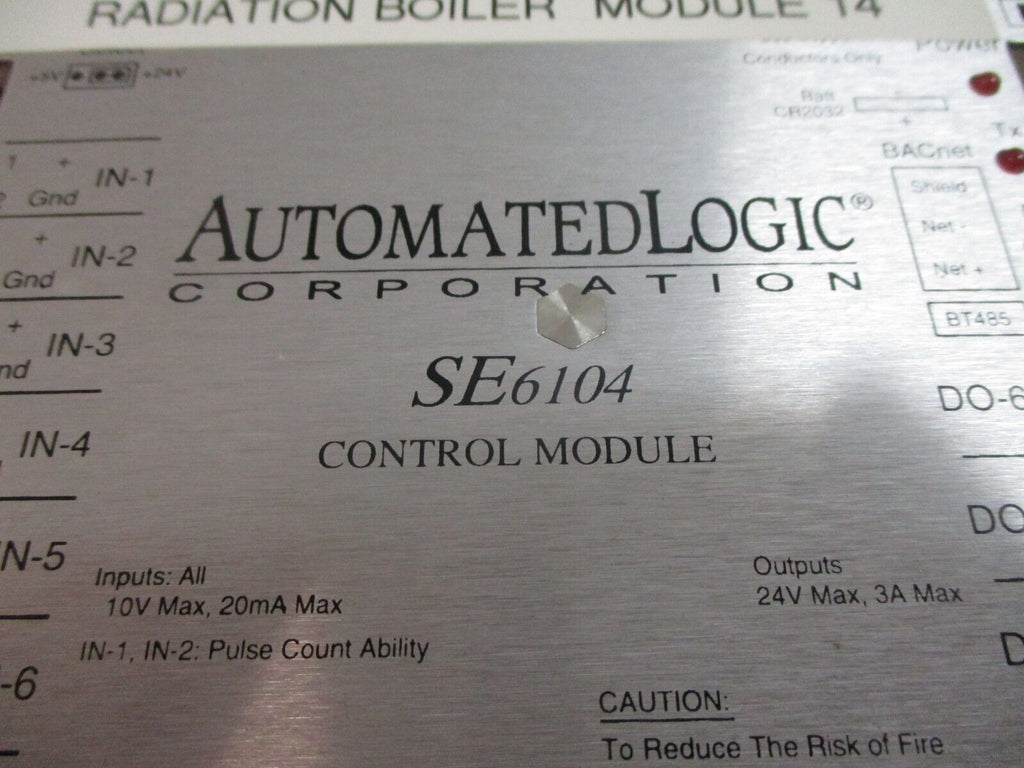 RADIATION BOILER MODULE 14
+5V +24V
Power
Conductors Only
Batt
CR2032
+
Tx
BACnet
Shield
Net -
Net +
BT485
+ IN-1
Gnd
+ IN-2
Gnd
+ IN-3
nd
IN-4
IN-5
-6
AUTOMATEDLOGIC®
CORPORATION
SE6104
CONTROL MODULE
DO-6
DO
D
Inputs: All
10V Max, 20mA Max
IN-1, IN-2: Pulse Count Ability
Outputs
24V Max, 3A Max
CAUTION:
To Reduce The Risk of Fire